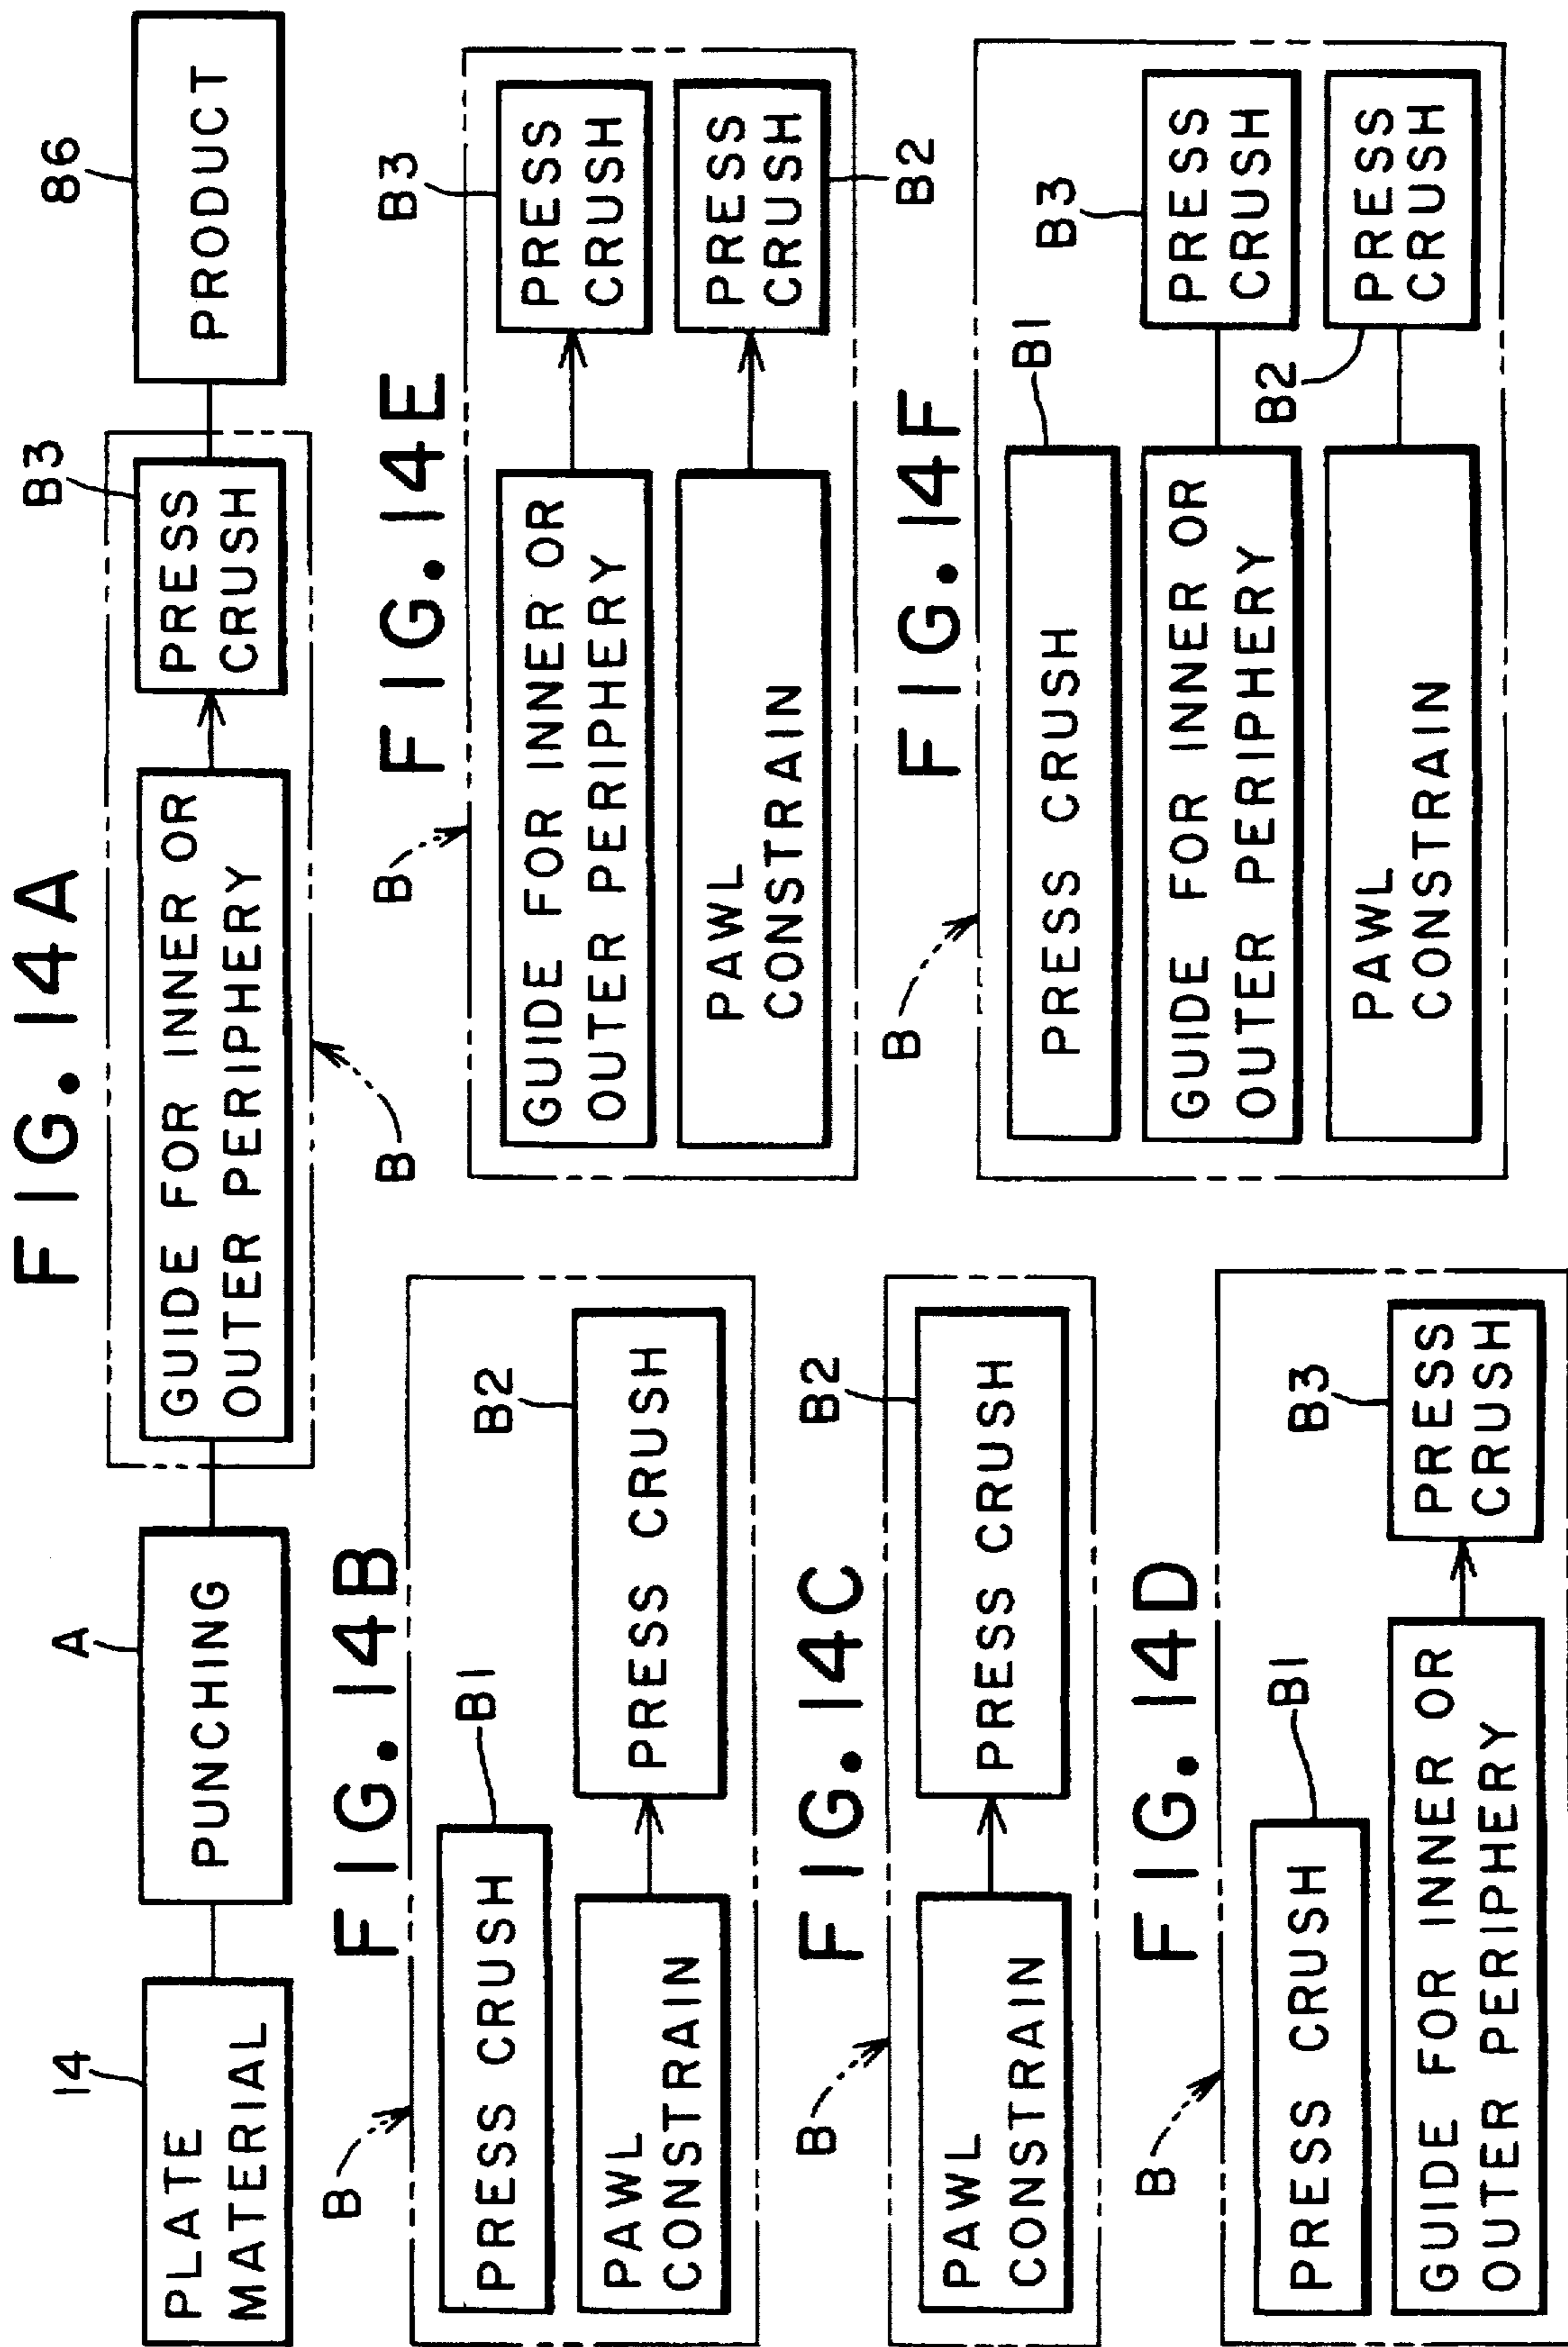 FIG. 14A
14
PLATE
MATERIAL
A
PUNCHING
GUIDE FOR INNER OR
OUTER PERIPHERY
B
B3
PRESS
CRUSH
86
PRODUCT
FIG. 14B
B
B1
PRESS CRUSH
PAWL
CONSTRAIN
B2
PRESS CRUSH
FIG. 14C
B
PAWL
CONSTRAIN
B2
PRESS CRUSH
FIG. 14D
B
B1
PRESS CRUSH
GUIDE FOR INNER OR
OUTER PERIPHERY
B3
PRESS
CRUSH
FIG. 14E
B
GUIDE FOR INNER OR
OUTER PERIPHERY
B3
PRESS
CRUSH
PAWL
CONSTRAIN
PRESS
CRUSH
B2
FIG. 14F
B
B1
PRESS CRUSH
GUIDE FOR INNER OR
OUTER PERIPHERY
B3
PRESS
CRUSH
PAWL
CONSTRAIN
B2
PRESS
CRUSH